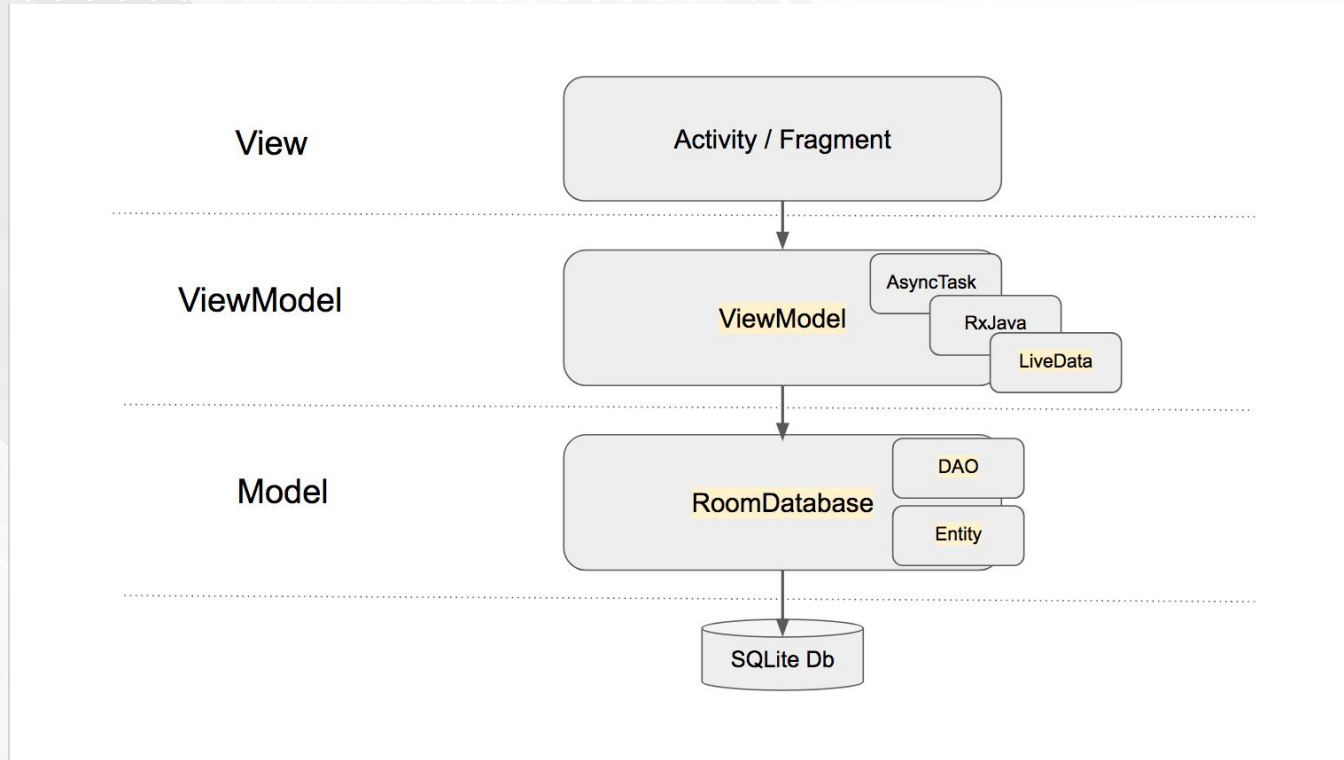 View
Activity / Fragment
ViewModel
ViewModel
AsyncTask
RxJava
LiveData
Model
RoomDatabase
DAO
Entity
SQLite Db